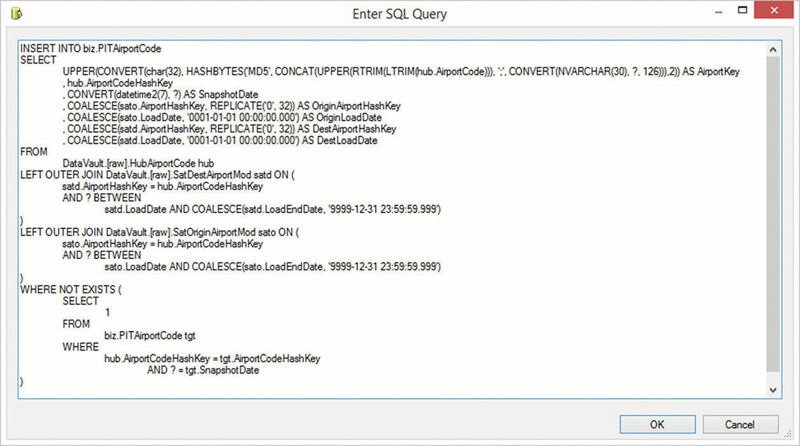 Enter SQL Query
INSERT INTO biz.PITAirportCode
SELECT
UPPER(CONVERT(char(32), HASHBYTES('MD5', CONCAT(UPPER(RTRIM(LTRIM(hub.AirportCode))), ';', CONVERT(NVARCHAR(30), ?, 126))),2)) AS AirportKey
, hub.AirportCodeHashKey
, CONVERT(datetime2(7), ?) AS SnapshotDate
, COALESCE(sato.AirportHashKey, REPLICATE('0', 32)) AS OriginAirportHashKey
, COALESCE(sato.LoadDate, '0001-01-01 00:00:00.000') AS OriginLoadDate
, COALESCE(satd.AirportHashKey, REPLICATE('0', 32)) AS DestAirportHashKey
, COALESCE(satd.LoadDate, '0001-01-01 00:00:00.000') AS DestLoadDate
FROM
DataVault.[raw].HubAirportCode hub
LEFT OUTER JOIN DataVault.[raw].SatDestAirportMod satd ON (
satd.AirportHashKey = hub.AirportCodeHashKey
AND ? BETWEEN
satd.LoadDate AND COALESCE(satd.LoadEndDate, '9999-12-31 23:59:59.999')
)
LEFT OUTER JOIN DataVault.[raw].SatOriginAirportMod sato ON (
sato.AirportHashKey = hub.AirportCodeHashKey
AND ? BETWEEN
sato.LoadDate AND COALESCE(sato.LoadEndDate, '9999-12-31 23:59:59.999')
)
WHERE NOT EXISTS (
SELECT
1
FROM
biz.PITAirportCode tgt
WHERE
hub.AirportCodeHashKey = tgt.AirportCodeHashKey
AND ? = tgt.SnapshotDate
)
OK
Cancel